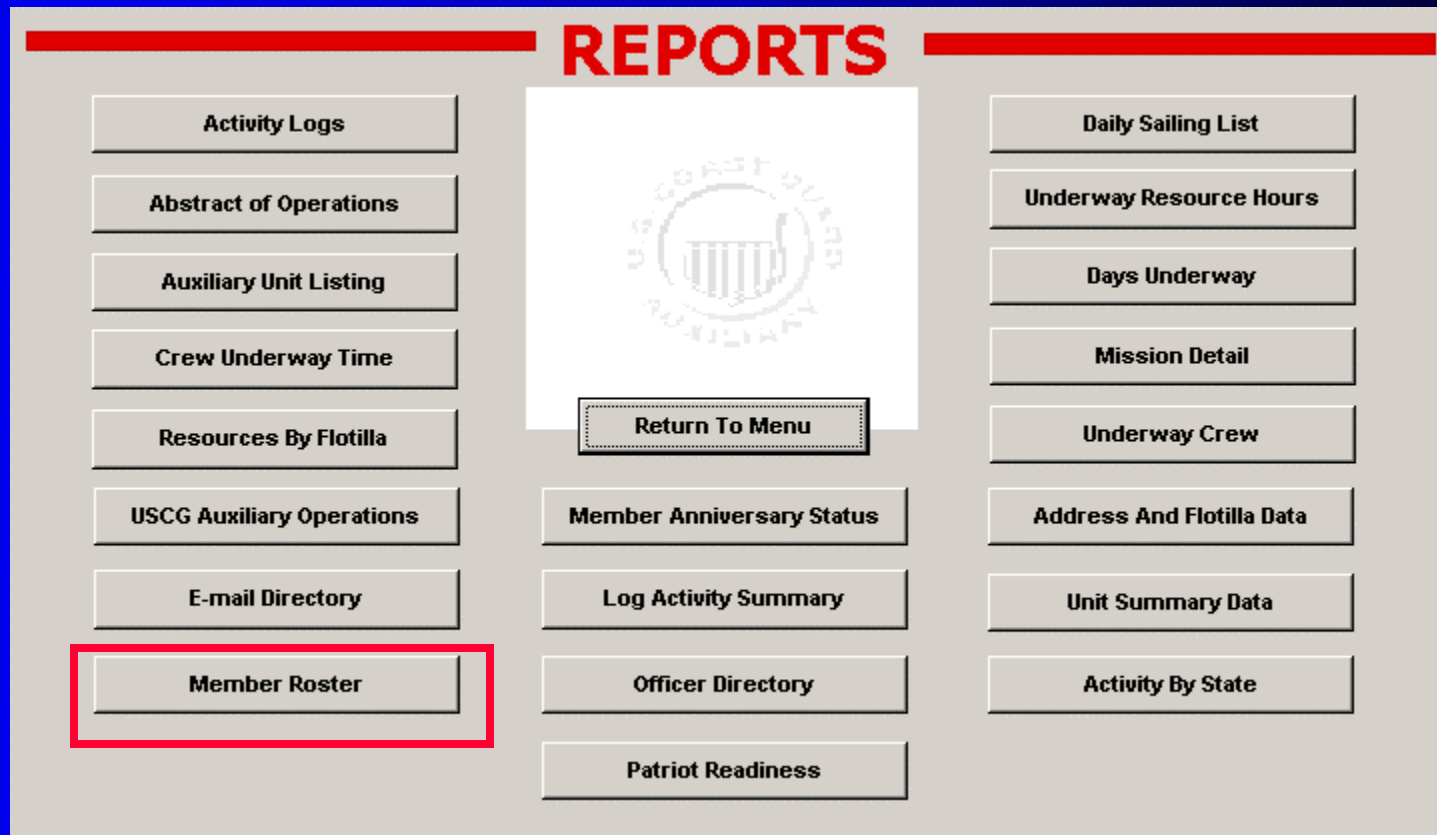 REPORTS
Activity Logs
Abstract of Operations
Auxiliary Unit Listing
Crew Underway Time
Resources By Flotilla
USCG Auxiliary Operations
E-mail Directory
Member Roster
U.S. COAST GUARD
AUXILIARY
Return To Menu
Member Anniversary Status
Log Activity Summary
Officer Directory
Patriot Readiness
Daily Sailing List
Underway Resource Hours
Days Underway
Mission Detail
Underway Crew
Address And Flotilla Data
Unit Summary Data
Activity By State